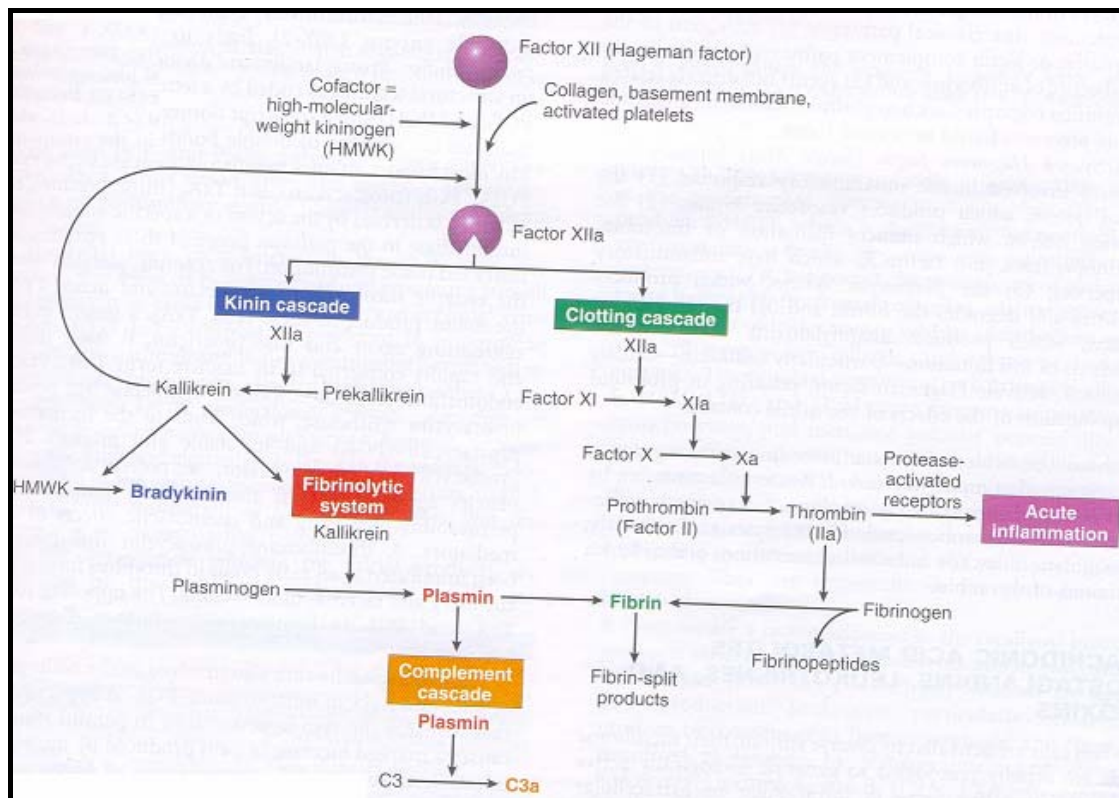 Factor XII (Hageman factor)
Cofactor =
high-molecular-
weight kininogen
(HMWK)
Collagen, basement membrane,
activated platelets
Factor XIIa
Kinin cascade
XIIa
Kallikrein
Prekallikrein
HMWK
Bradykinin
Fibrinolytic
system
Kallikrein
Clotting cascade
XIIa
Factor XI
XIa
Factor X
Xa
Prothrombin
(Factor II)
Thrombin
(IIa)
Protease-
activated
receptors
Acute
inflammation
Plasminogen
Plasmin
Fibrin
Fibrinogen
Fibrinopeptides
Fibrin-split
products
Complement
cascade
Plasmin
C3
C3a